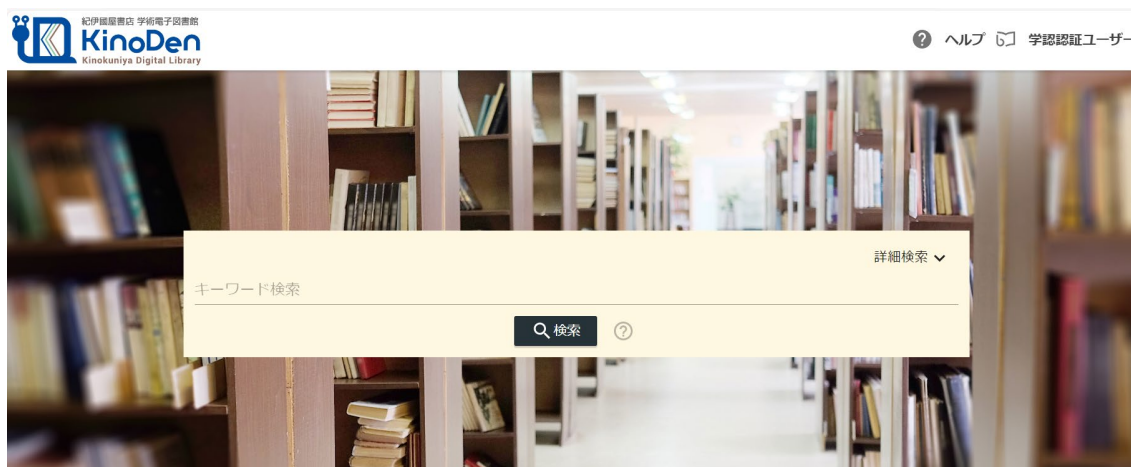 紀伊國屋書店 学術電子図書館
KinoDen
Kinokuniya Digital Library
ヘルプ 学認認証ユーザー
詳細検索
キーワード検索
検索